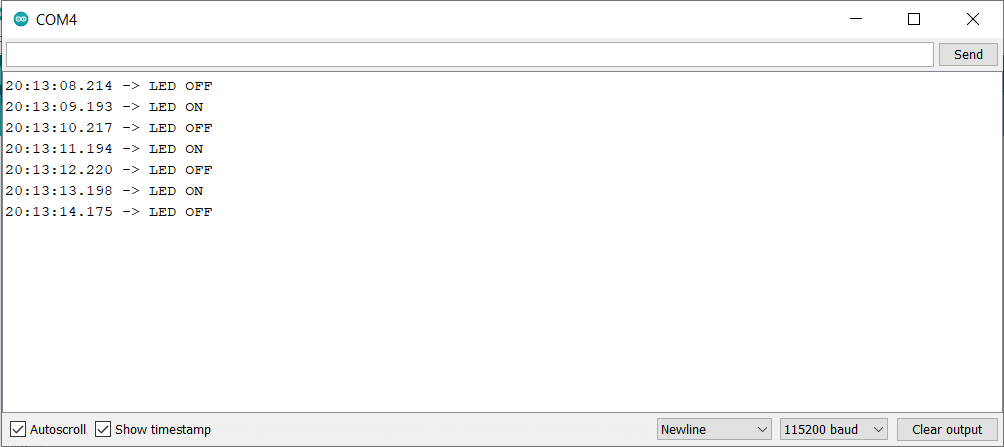 COM4
Send
20:13:08.214 -> LED OFF
20:13:09.193 -> LED ON
20:13:10.217 -> LED OFF
20:13:11.194 -> LED ON
20:13:12.220 -> LED OFF
20:13:13.198 -> LED ON
20:13:14.175 -> LED OFF
Autoscroll Show timestamp Newline 115200 baud Clear output